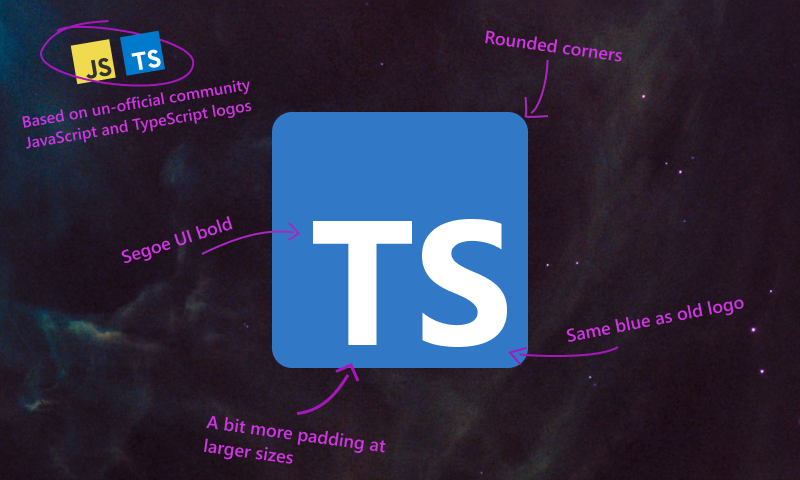 JS TS
Based on un-official community
JavaScript and TypeScript logos
Rounded corners
Segoe UI bold
TS
Same blue as old logo
A bit more padding at
larger sizes